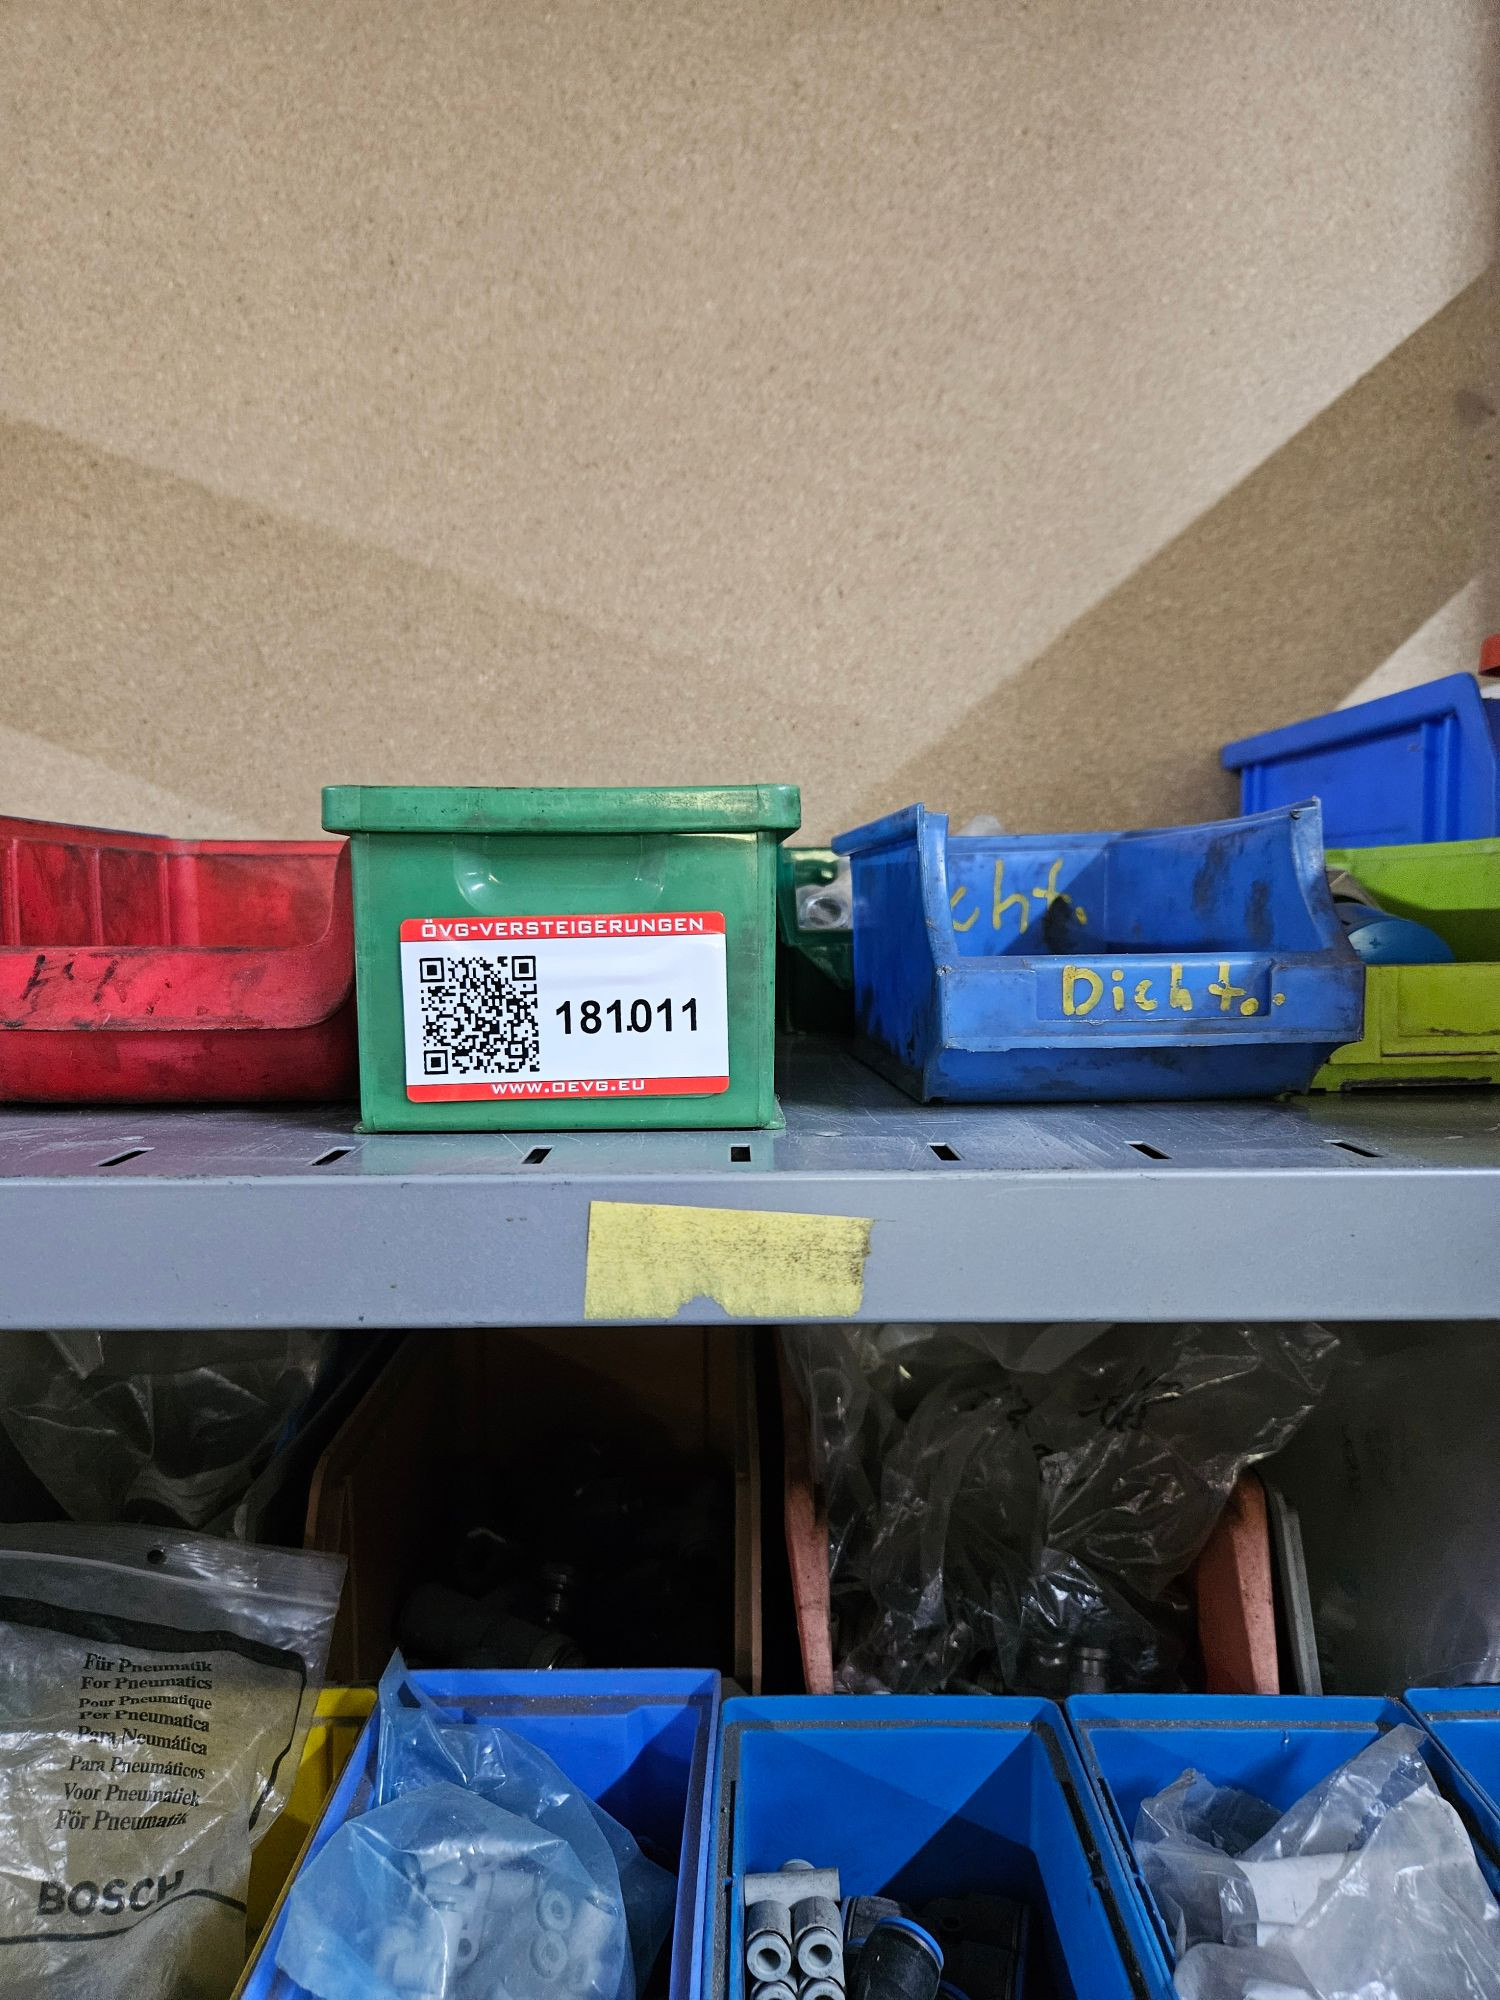 ÖVG-VERSTEIGERUNGEN
181.011
WWW.OEVG.EU
cht.
Dicht..
Für Pneumatik
For Pneumatics
Pour Pneumatique
Per Pneumatica
Para Neumática
Para Pneumáticos
Voor Pneumatiek
För Pneumatik
BOSCH